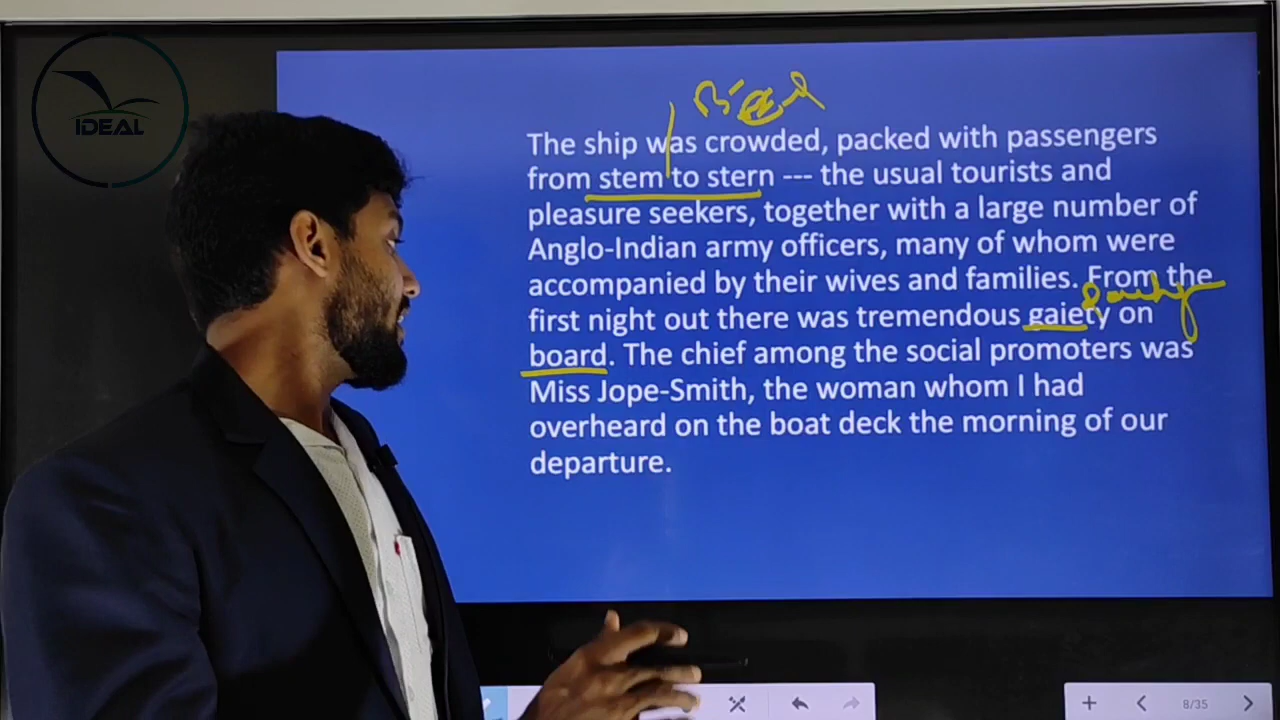 IDEAL
The ship was crowded, packed with passengers
from stem to stern --- the usual tourists and
pleasure seekers, together with a large number of
Anglo-Indian army officers, many of whom were
accompanied by their wives and families. From the
first night out there was tremendous gaiety on
board. The chief among the social promoters was
Miss Jope-Smith, the woman whom I had
overheard on the boat deck the morning of our
departure.
8/35